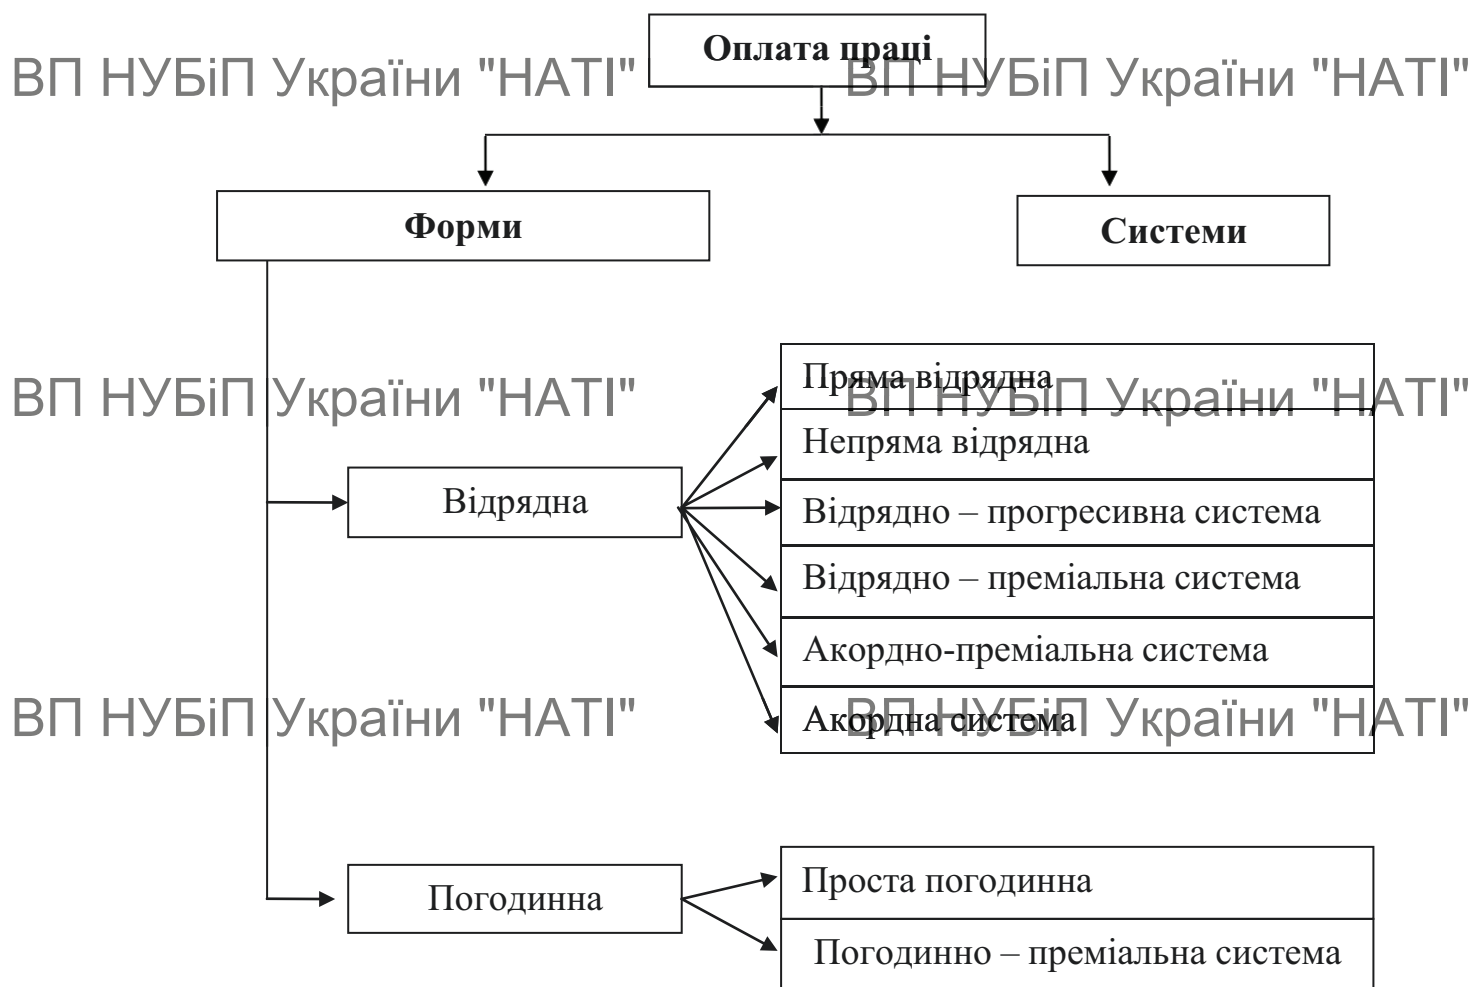 Оплата праці
ВП НУБіП України "НАТІ" ВП НУБіП України "НАТІ"
Форми
Системи
Пряма відрядна
ВП НУБіП України "НАТІ" ВП НУБіП України "НАТІ"
Непряма відрядна
Відрядна
Відрядно – прогресивна система
Відрядно – преміальна система
Акордно-преміальна система
ВП НУБіП України "НАТІ" ВП НУБіП України "НАТІ"
Акордна система
Проста погодинна
Погодинна
Погодинно – преміальна система